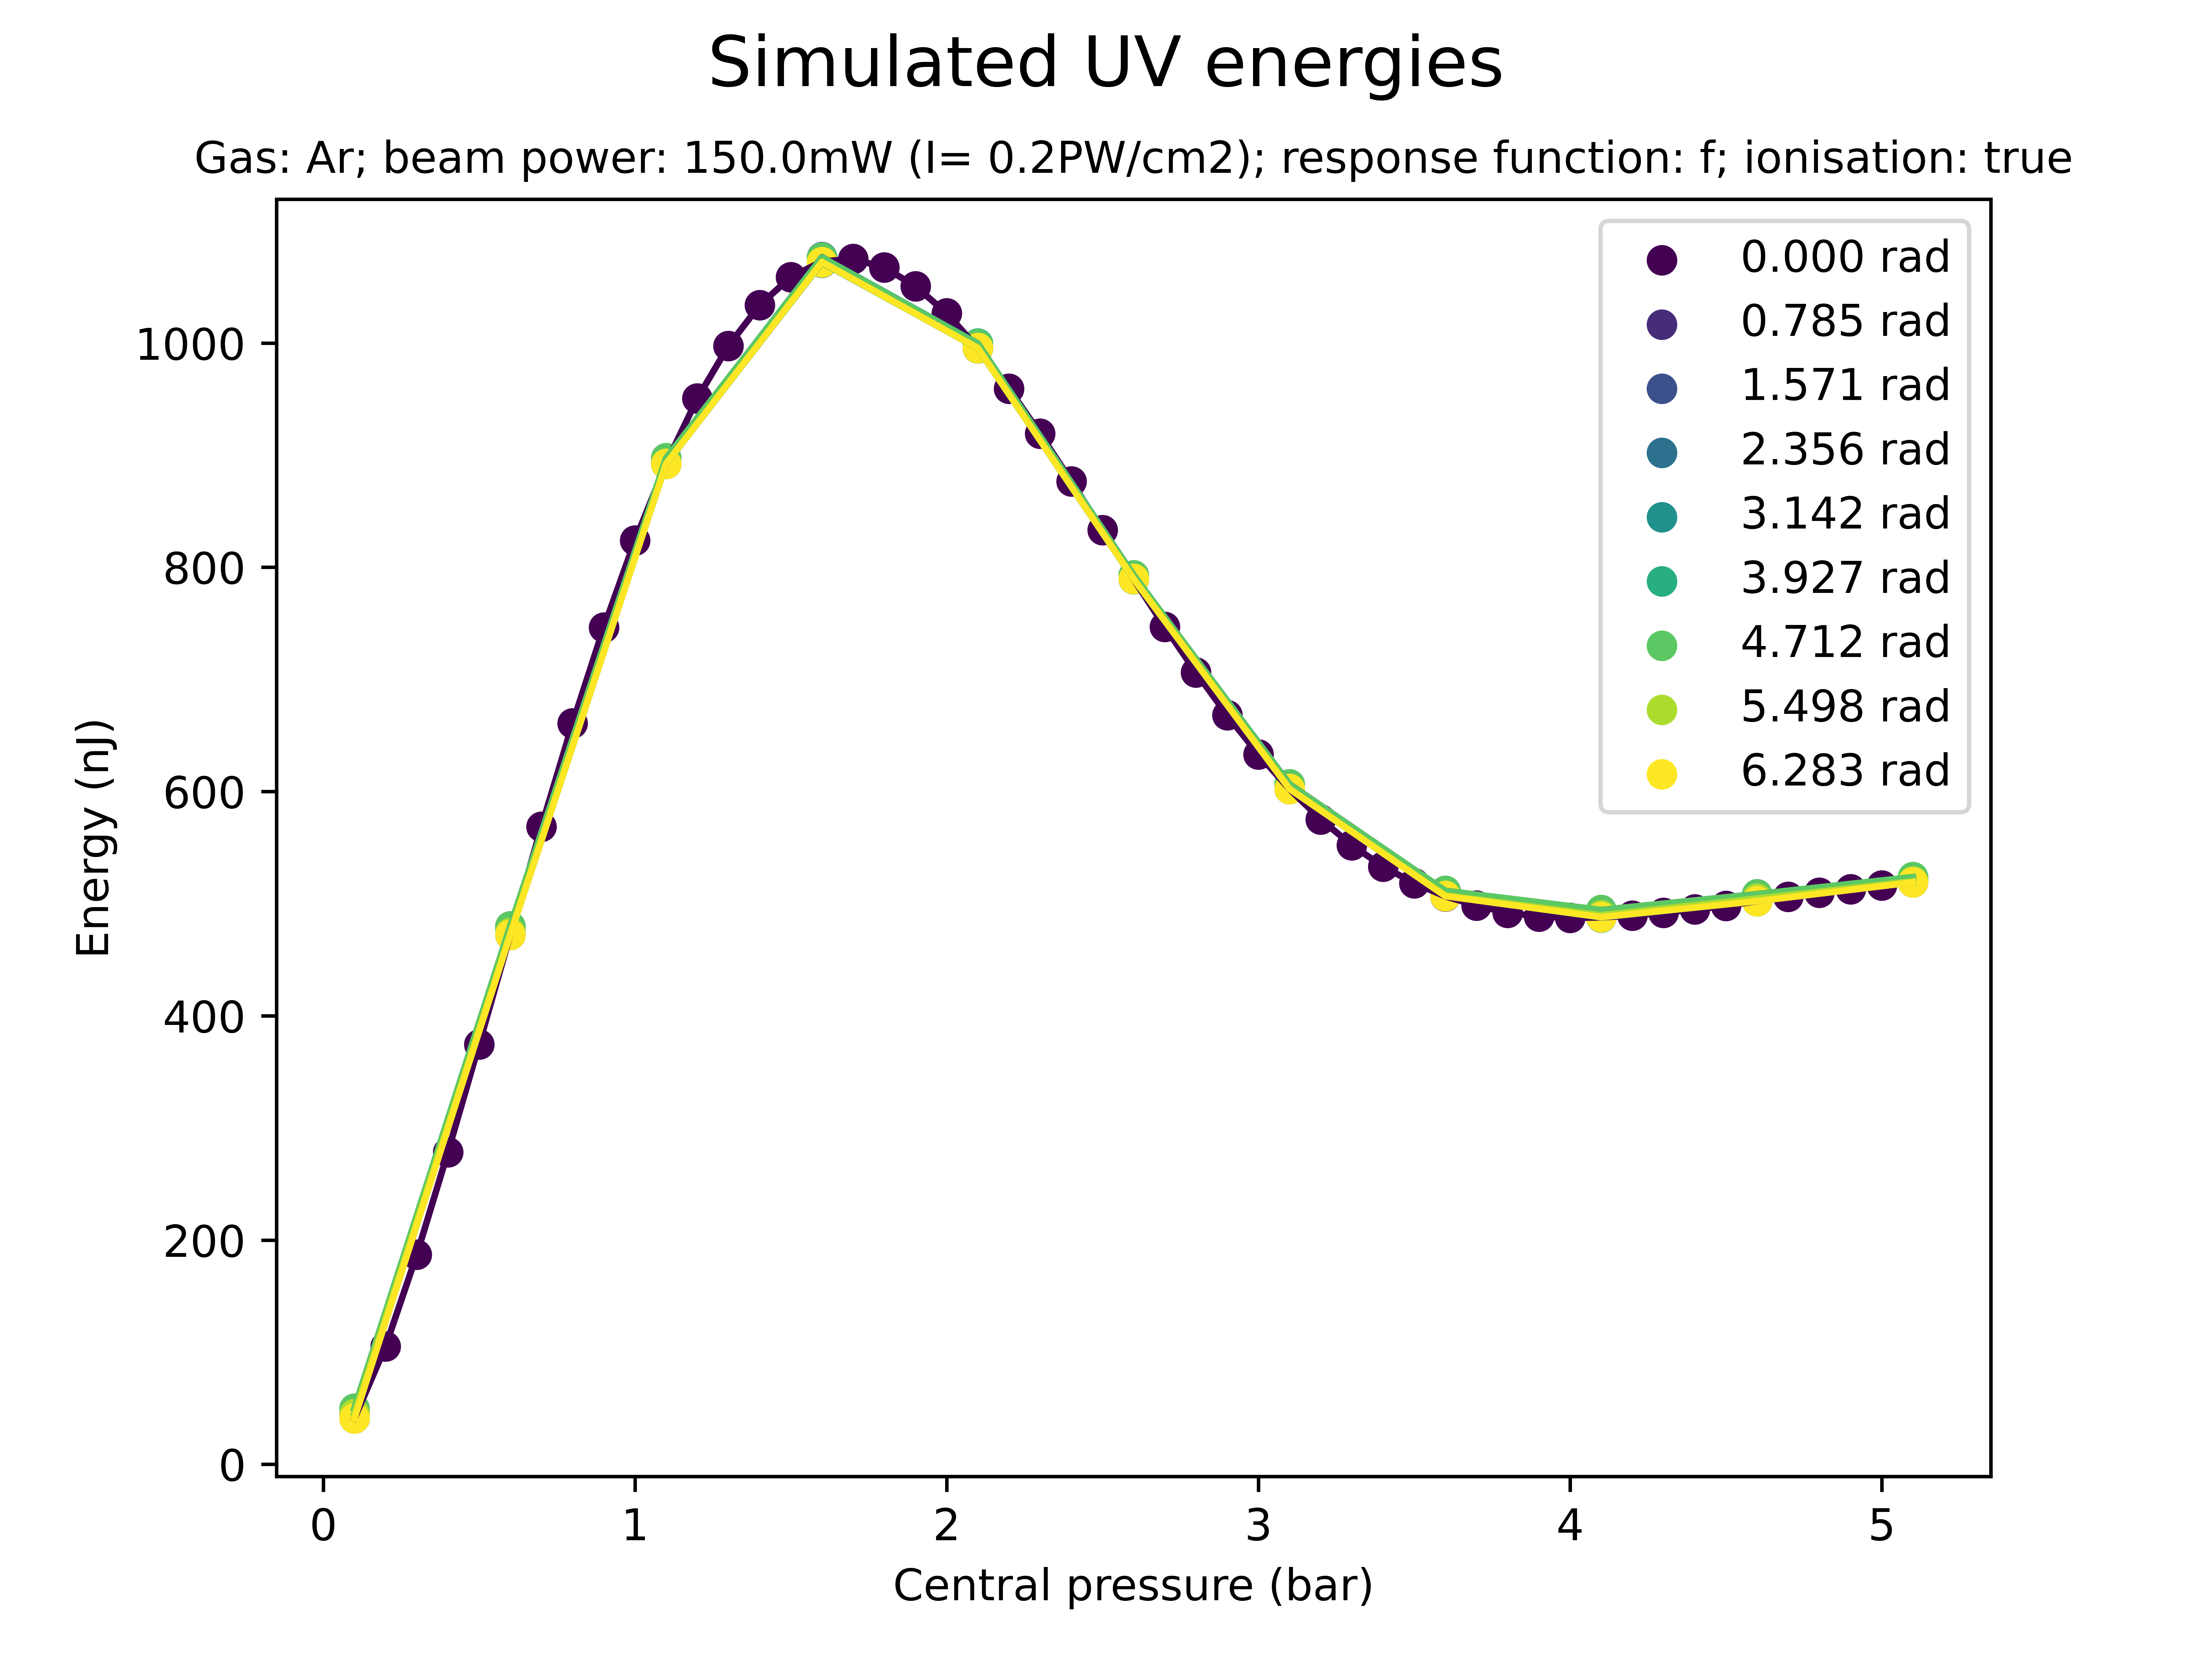 Simulated UV energies
Gas: Ar; beam power: 150.0mW (I= 0.2PW/cm2); response function: f; ionisation: true
0.000 rad
0.785 rad
1.571 rad
2.356 rad
3.142 rad
3.927 rad
4.712 rad
5.498 rad
6.283 rad
Energy (nJ)
1000
800
600
400
200
0
0 1 2 3 4 5
Central pressure (bar)